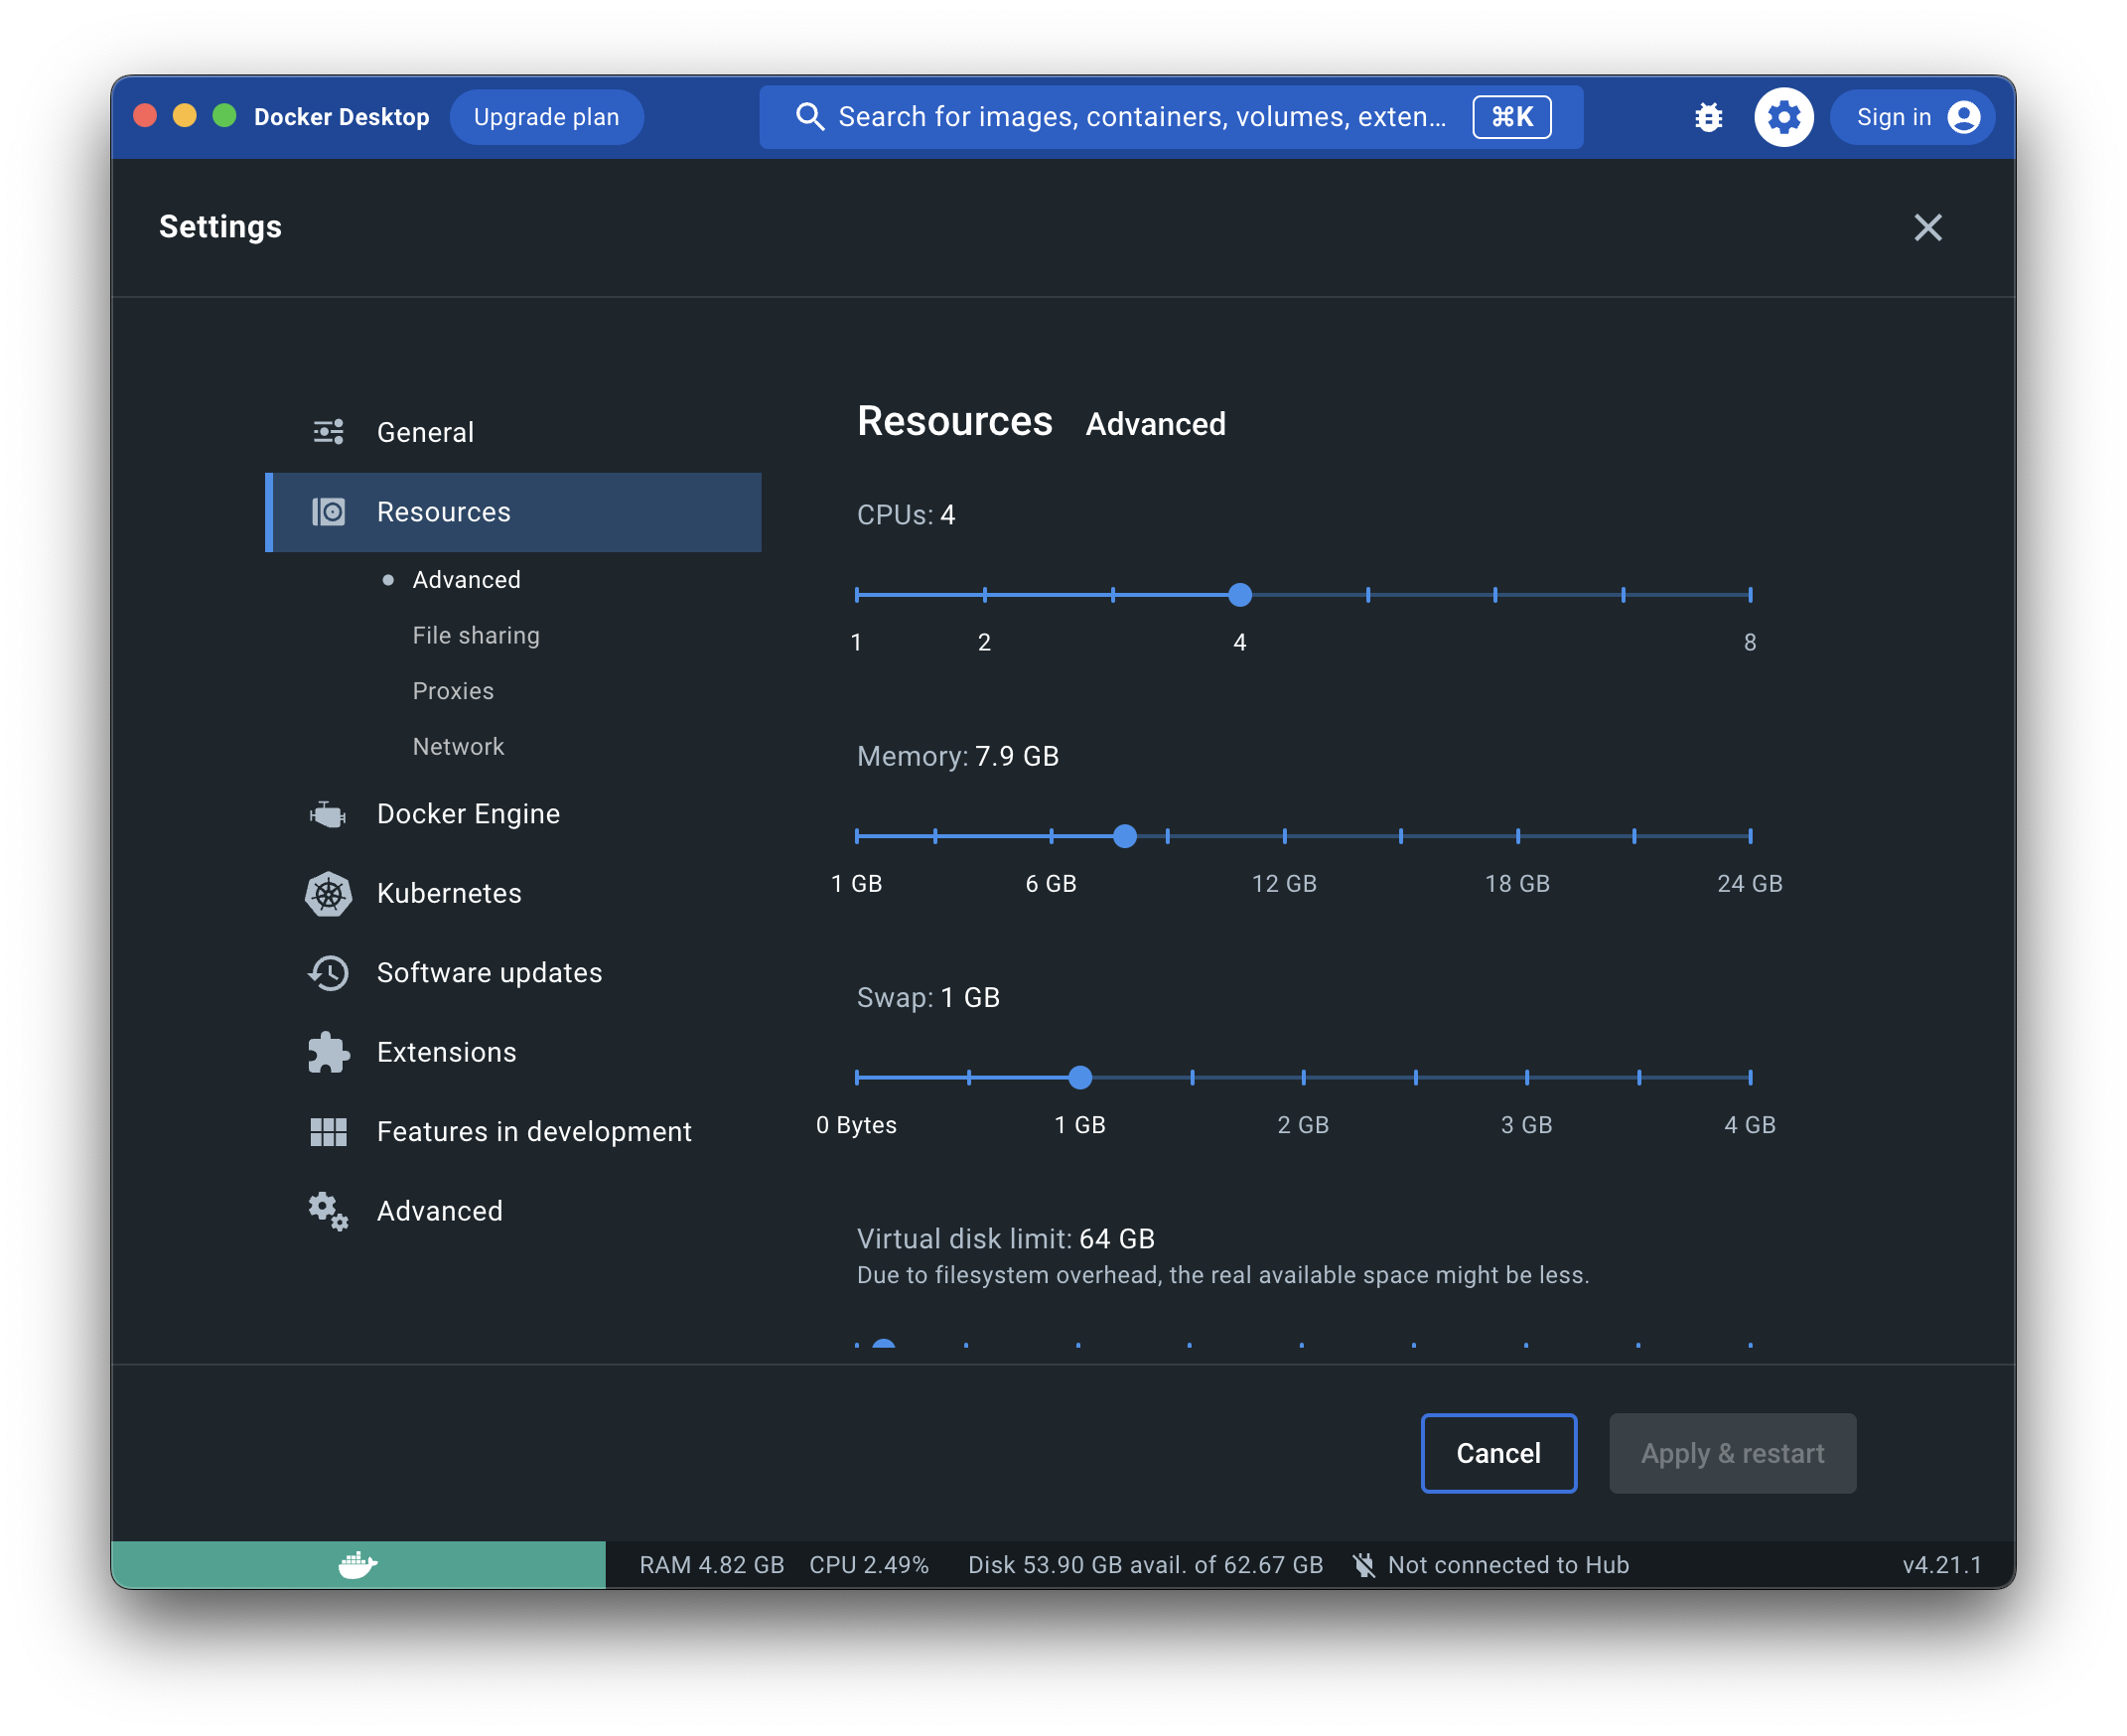 Docker Desktop
Upgrade plan
Search for images, containers, volumes, exten...
⌘K
Sign in
Settings
General
Resources
Advanced
File sharing
Proxies
Network
Docker Engine
Kubernetes
Software updates
Extensions
Features in development
Advanced
Resources Advanced
CPUs: 4
1 2 4 8
Memory: 7.9 GB
1 GB 6 GB 12 GB 18 GB 24 GB
Swap: 1 GB
0 Bytes 1 GB 2 GB 3 GB 4 GB
Virtual disk limit: 64 GB
Due to filesystem overhead, the real available space might be less.
Cancel
Apply & restart
RAM 4.82 GB CPU 2.49% Disk 53.90 GB avail. of 62.67 GB Not connected to Hub v4.21.1